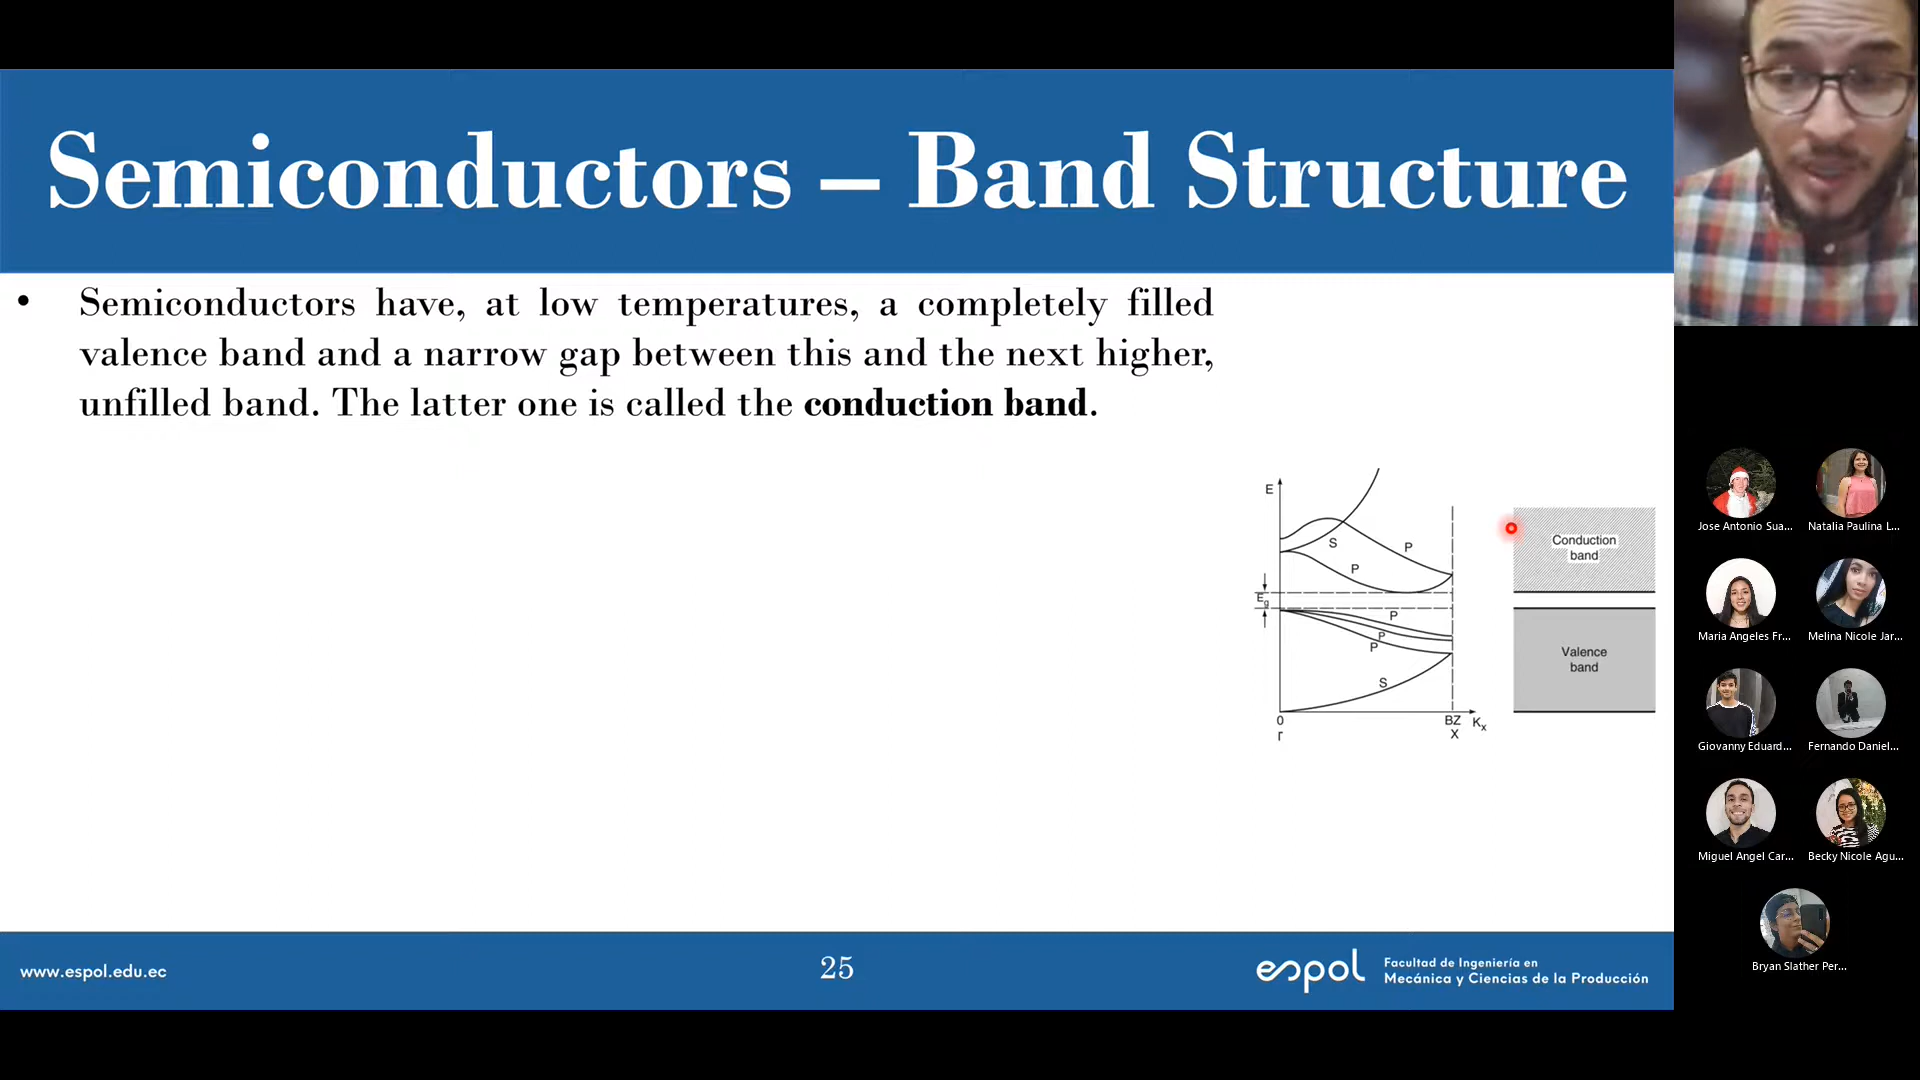 Semiconductors – Band Structure
• Semiconductors have, at low temperatures, a completely filled
valence band and a narrow gap between this and the next higher,
unfilled band. The latter one is called the conduction band.
E
S
P
P
Eg
P
P
P
S
0
Γ
BZ
X
Kx
Conduction
band
Valence
band
www.espol.edu.ec
25
espol
Facultad de Ingeniería en
Mecánica y Ciencias de la Producción
Jose Antonio Sua...
Natalia Paulina L...
Maria Angeles Fr...
Melina Nicole Jar...
Giovanny Eduard...
Fernando Daniel...
Miguel Angel Car...
Becky Nicole Agu...
Bryan Slather Per...